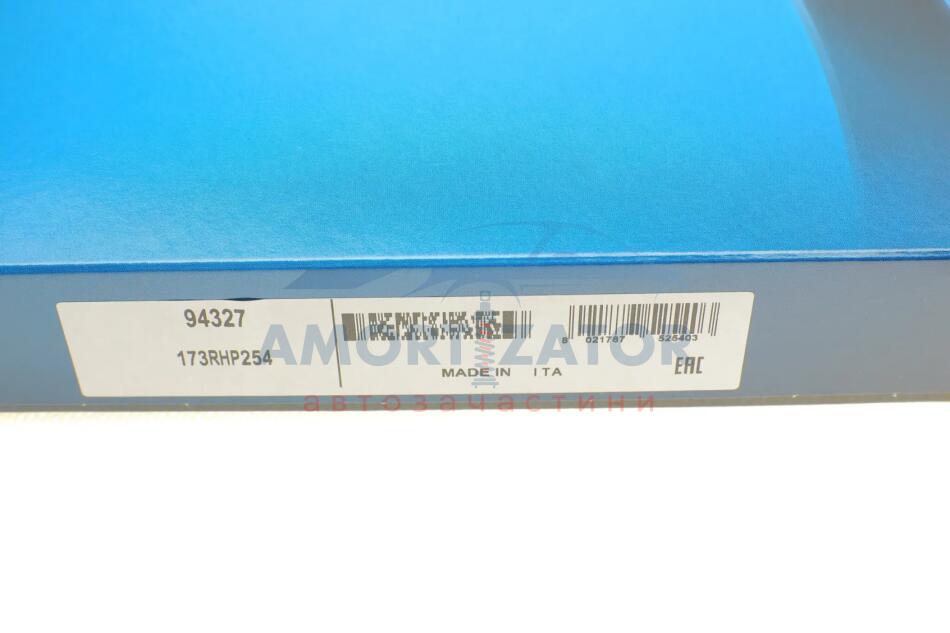 94327
173RHP254
8 021787 525403
MADE IN ITA
EAC
AMORTIZATOR
автозапчастини